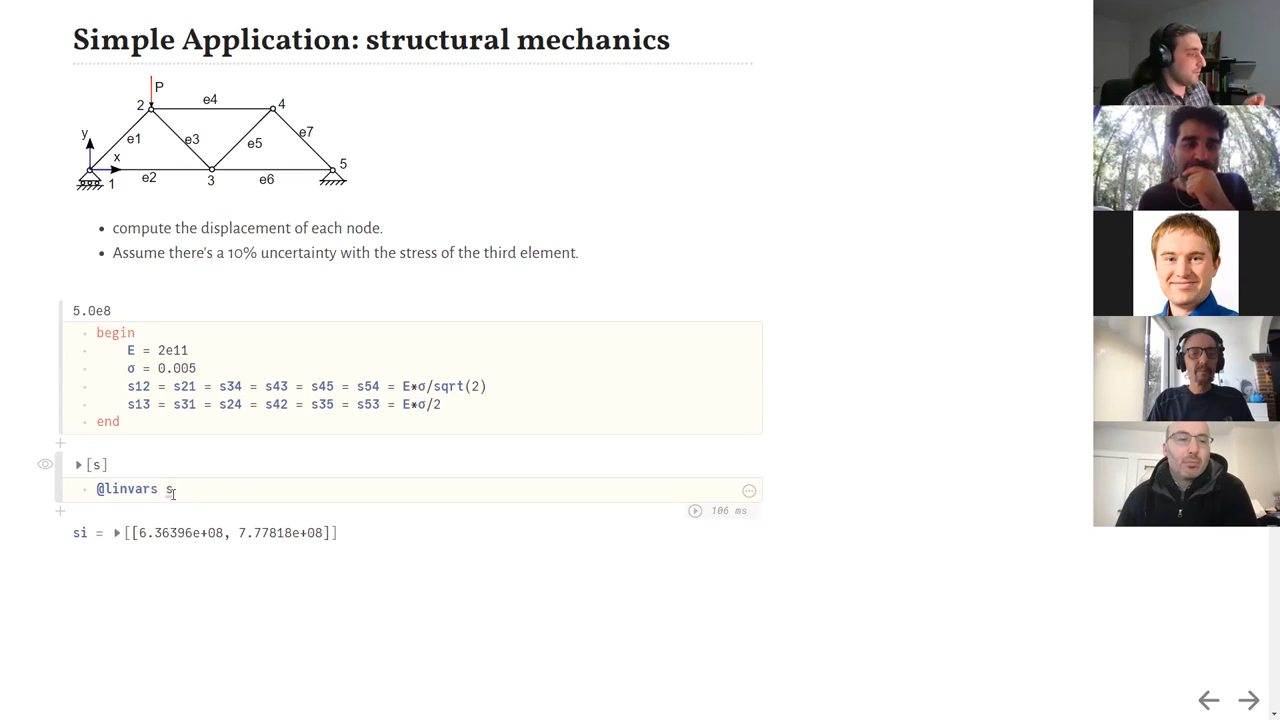 Simple Application: structural mechanics
P
2
e4
4
y
e1
e3
e5
e7
x
5
1
e2
3
e6
• compute the displacement of each node.
• Assume there's a 10% uncertainty with the stress of the third element.
5.0e8
begin
E = 2e11
σ = 0.005
s12 = s21 = s34 = s43 = s45 = s54 = E*σ/sqrt(2)
s13 = s31 = s24 = s42 = s35 = s53 = E*σ/2
end
[s]
@linvars s
106 ms
si = [[6.36396e+08, 7.77818e+08]]